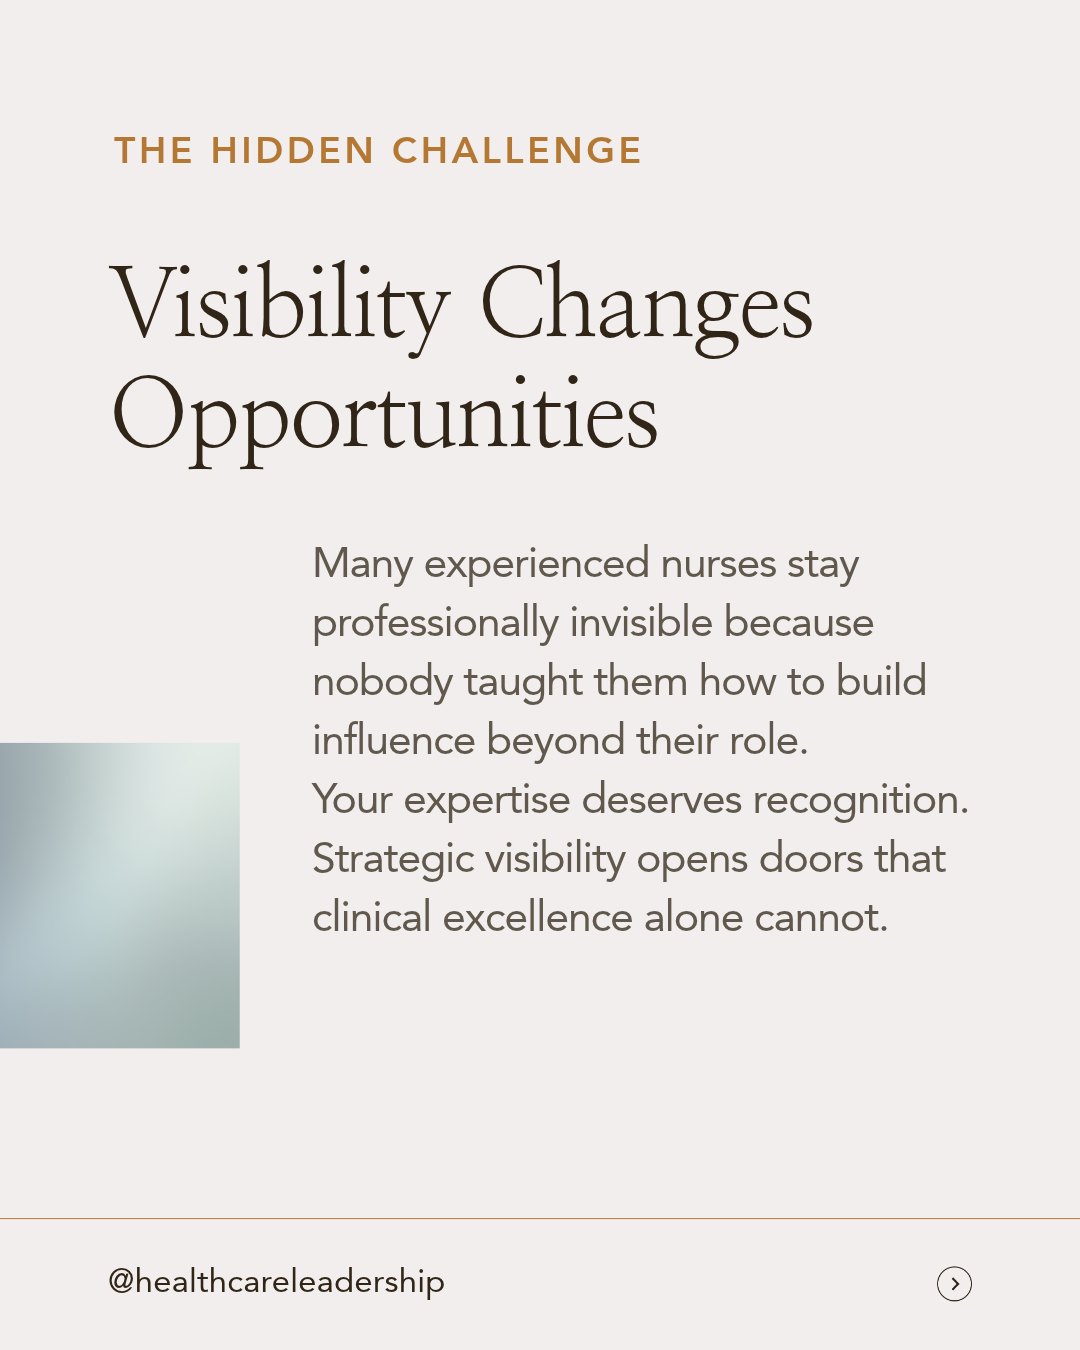 THE HIDDEN CHALLENGE
Visibility Changes
Opportunities
Many experienced nurses stay
professionally invisible because
nobody taught them how to build
influence beyond their role.
Your expertise deserves recognition.
Strategic visibility opens doors that
clinical excellence alone cannot.
@healthcareleadership